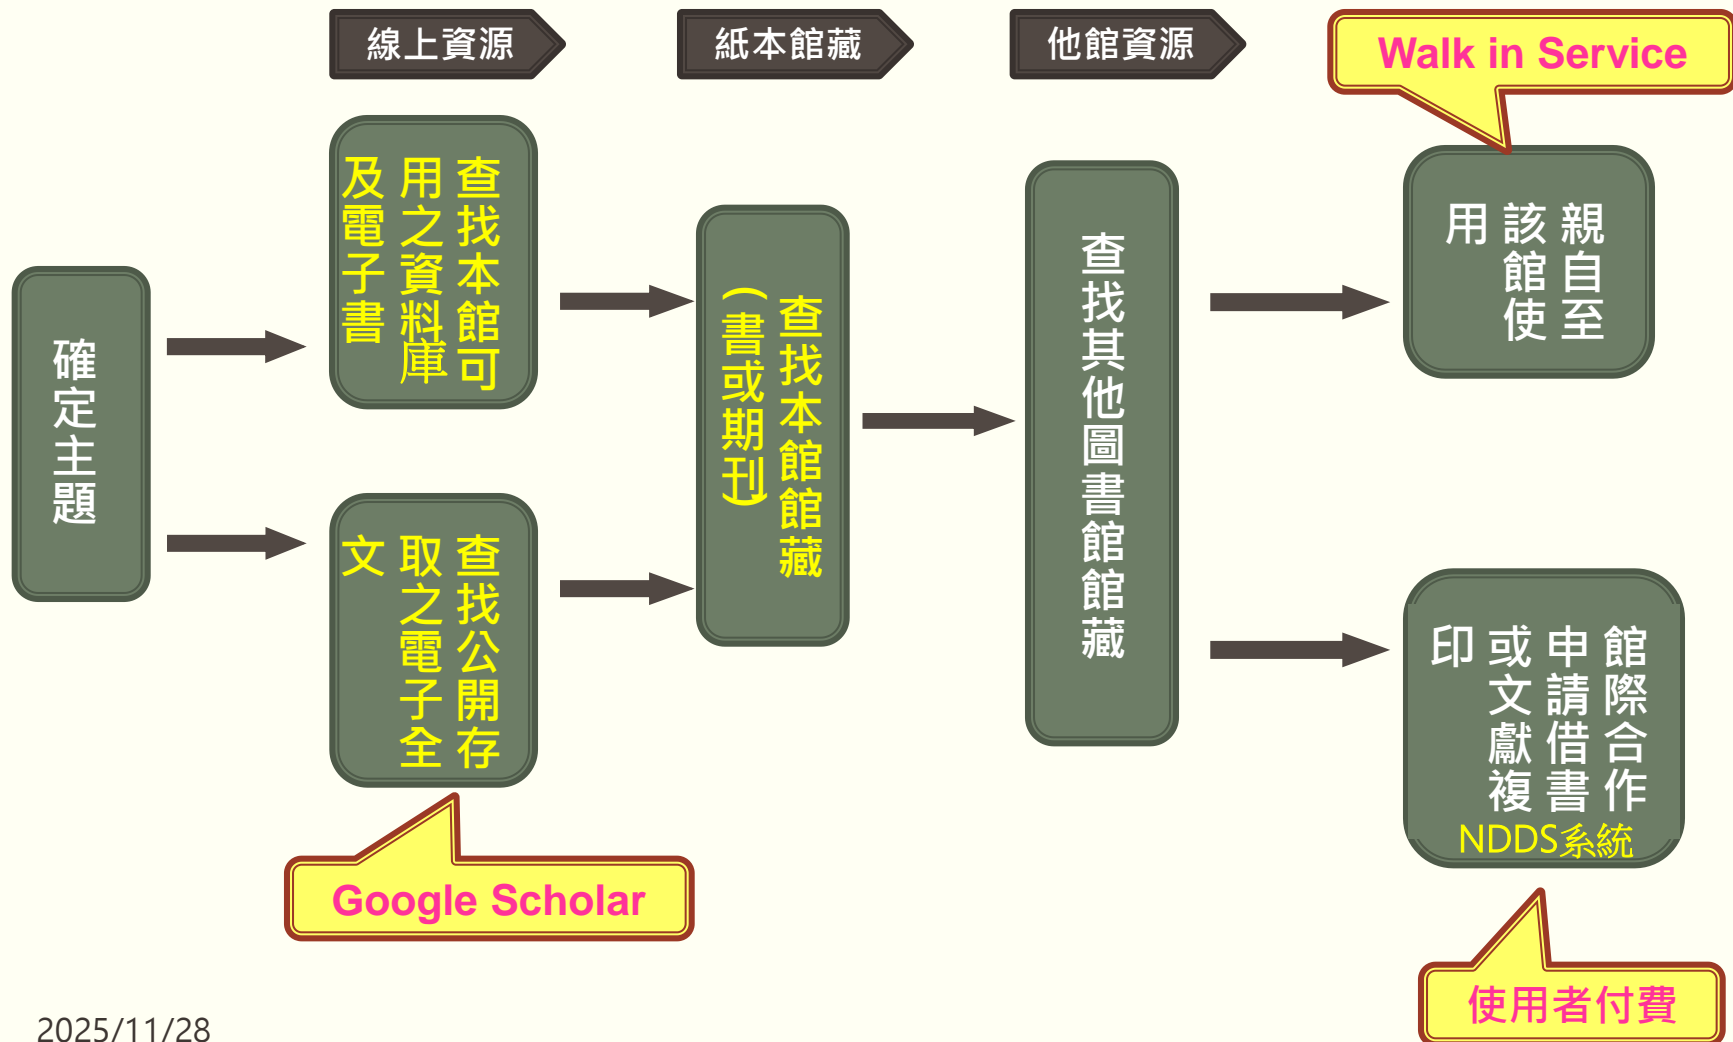 線上資源
紙本館藏
他館資源
Walk in Service
確定主題
查找本館可
用之資料庫
及電子書
查找公開存
取之電子全
文
Google Scholar
查找本館館藏
(書或期刊)
查找其他圖書館館藏
親自至
該館使
用
館際合作
申請借書
或文獻複
印
NDDS系統
使用者付費
2025/11/28